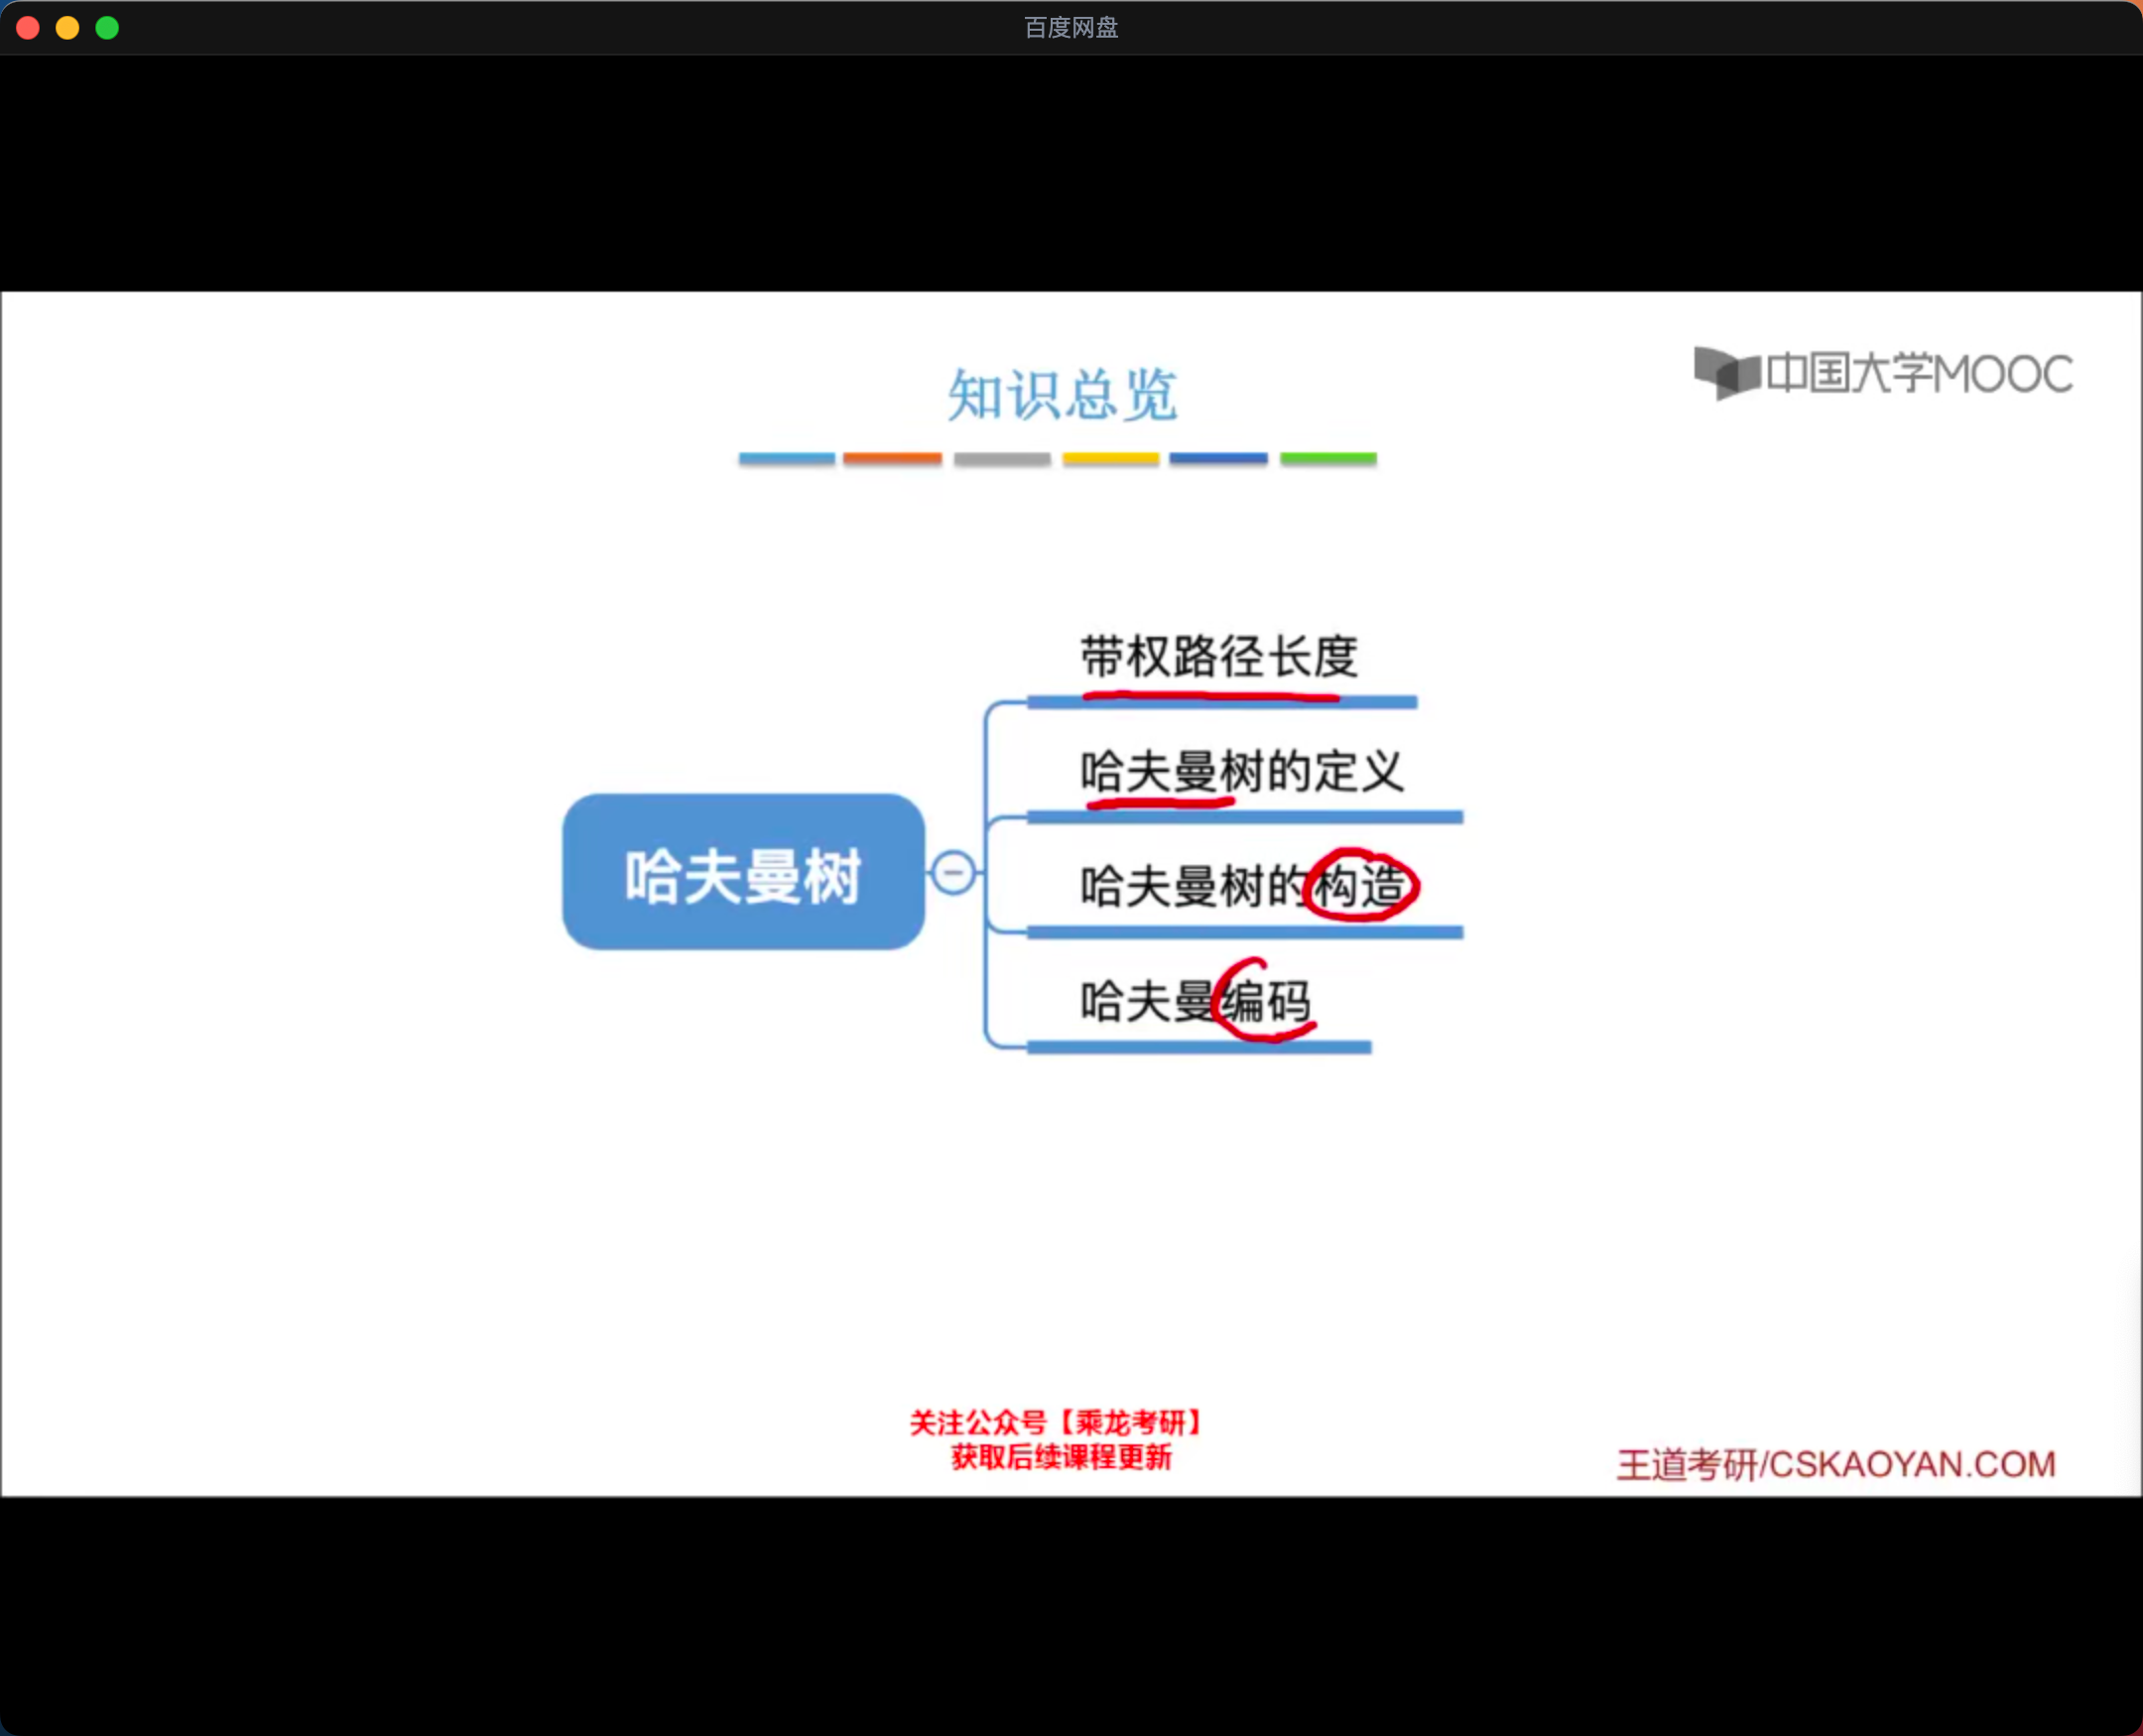 百度网盘
知识总览
中国大学MOOC
带权路径长度
哈夫曼树的定义
哈夫曼树
哈夫曼树的构造
哈夫曼编码
关注公众号【乘龙考研】
获取后续课程更新
王道考研/CSKAOYAN.COM